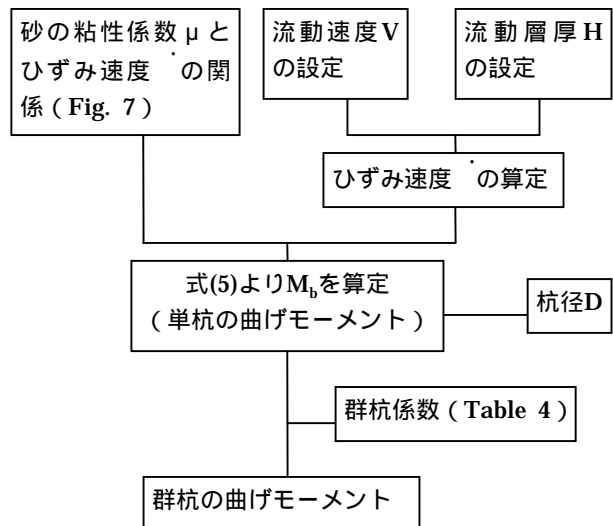 砂の粘性係数μと
ひずみ速度 ˙の関
係(Fig. 7)
流動速度V
の設定
流動層厚H
の設定
ひずみ速度 ˙の算定
式(5)よりMbを算定
(単杭の曲げモーメント)
杭径D
群杭係数(Table 4)
群杭の曲げモーメント